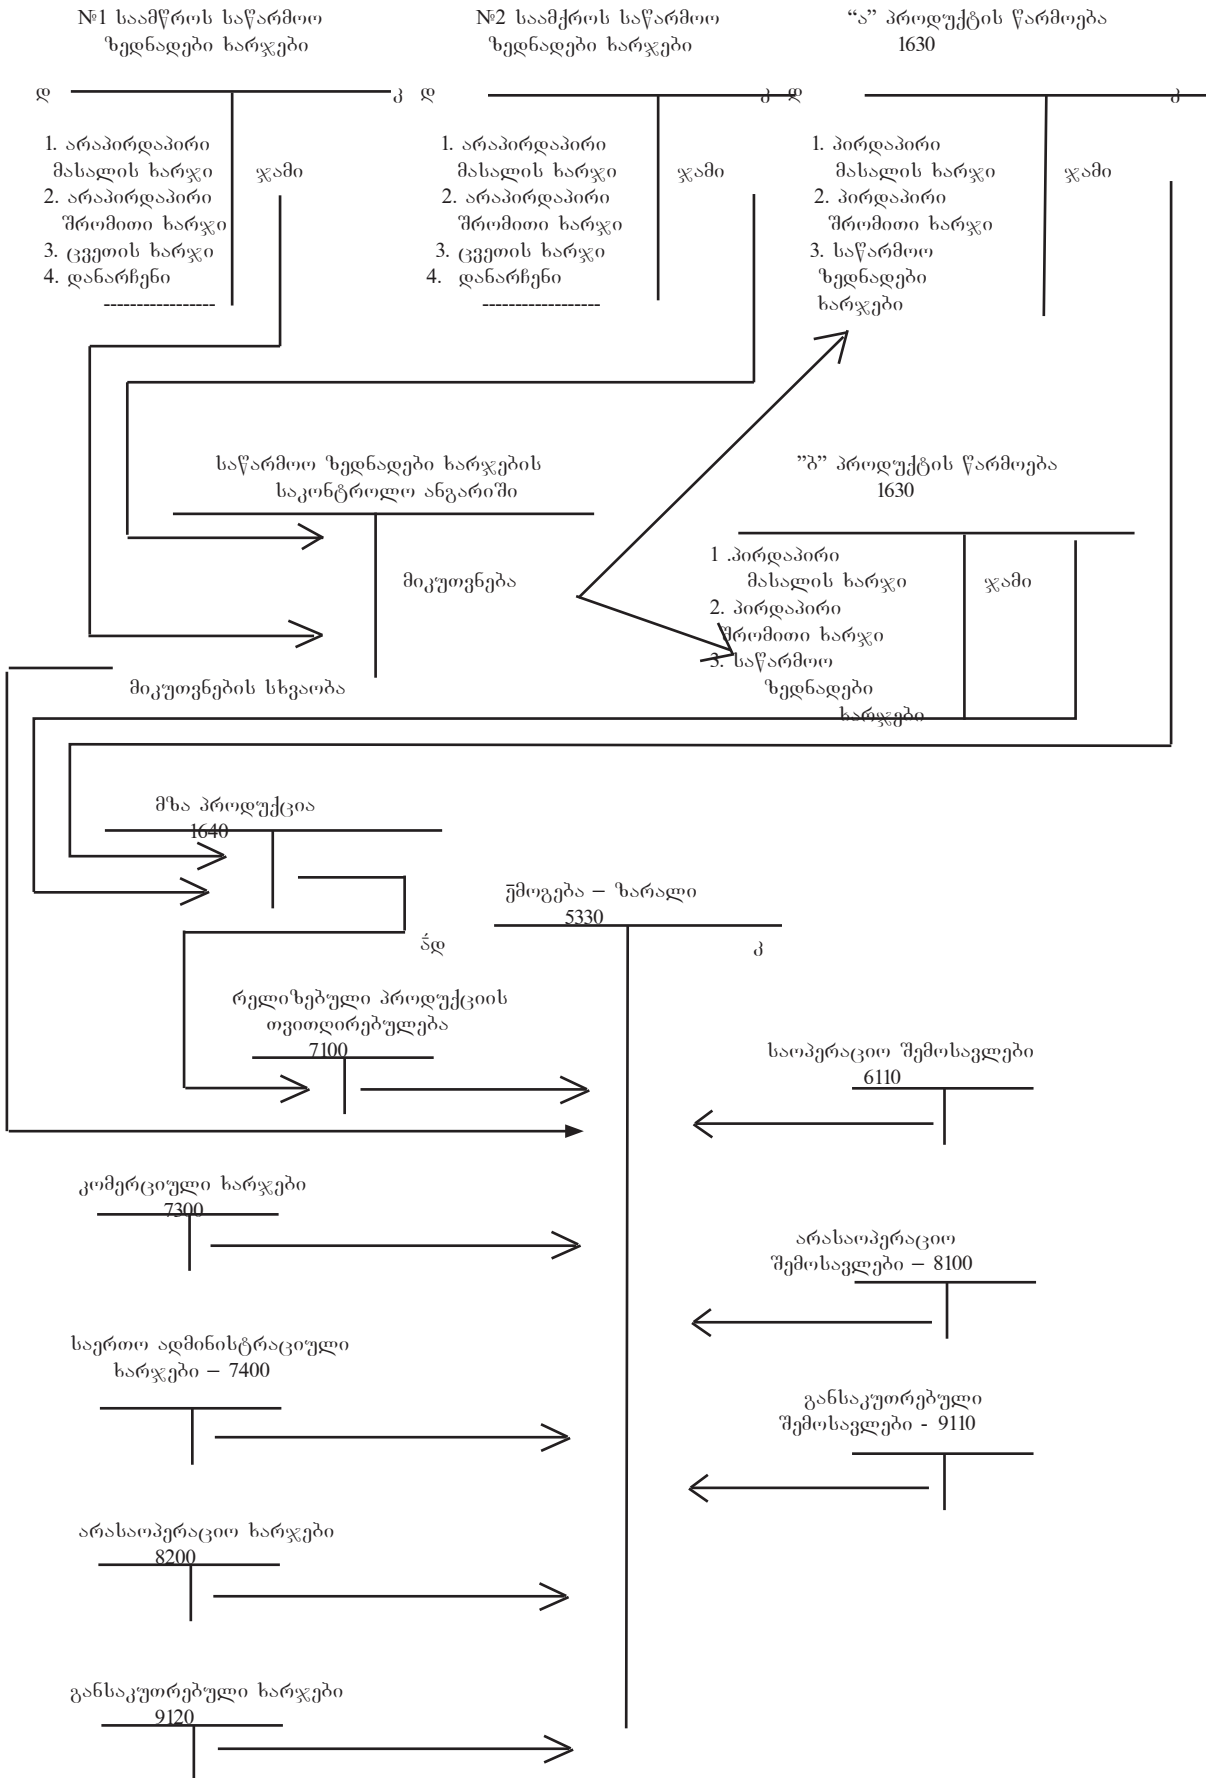 №1 საამწროს საწარმოო
ზედნადები ხარჯები
დ
კ
1. არაპირდაპირი
მასალის ხარჯი
2. არაპირდაპირი
შრომითი ხარჯი
3. ცვეთის ხარჯი
4. დანარჩენი
-----------------
ჯამი
№2 საამქროს საწარმოო
ზედნადები ხარჯები
დ
კ
1. არაპირდაპირი
მასალის ხარჯი
2. არაპირდაპირი
შრომითი ხარჯი
3. ცვეთის ხარჯი
4. დანარჩენი
------------------
ჯამი
“ა” პროდუქტის წარმოება
1630
დ
კ
1. პირდაპირი
მასალის ხარჯი
2. პირდაპირი
შრომითი ხარჯი
3. საწარმოო
ზედნადები
ხარჯები
ჯამი
საწარმოო ზედნადები ხარჯების
საკონტროლო ანგარიში
მიკუთვნება
”ბ” პროდუქტის წარმოება
1630
1 .პირდაპირი
მასალის ხარჯი
2. პირდაპირი
შრომითი ხარჯი
3. საწარმოო
ზედნადები
ხარჯები
ჯამი
მიკუთვნების სხვაობა
მზა პროდუქცია
1640
მოგება – ზარალი
5330
დ
კ
რელიზებული პროდუქციის
თვითღირებულება
7100
საოპერაციო შემოსავლები
6110
კომერციული ხარჯები
7300
არასაოპერაციო
შემოსავლები – 8100
საერთო ადმინისტრაციული
ხარჯები – 7400
განსაკუთრებული
შემოსავლები - 9110
არასაოპერაციო ხარჯები
8200
განსაკუთრებული ხარჯები
9120